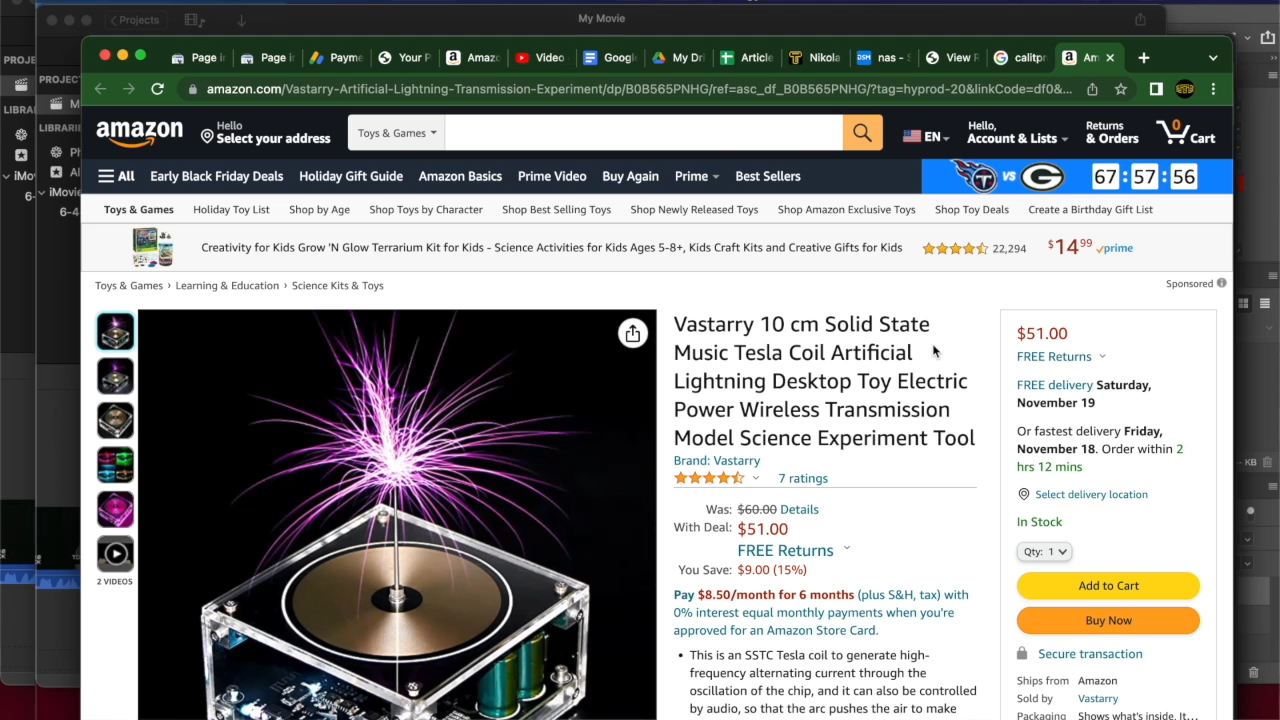 Projects
My Movie
PROJE
PROJECT
LIBRAR
LIBRARIE
Page i
Page i
Payme
Your P
Amaz
Video
Googl
My Dri
Article
Nikola
nas - S
View R
calitpr
Am
amazon.com/Vastarry-Artificial-Lightning-Transmission-Experiment/dp/B0B565PNHG/ref=asc_df_B0B565PNHG/?tag=hyprod-20&linkCode=df0&...
amazon
Hello
Select your address
Toys & Games
EN
Hello,
Account & Lists
Returns
& Orders
0
Cart
All
Early Black Friday Deals
Holiday Gift Guide
Amazon Basics
Prime Video
Buy Again
Prime
Best Sellers
VS
67:57:56
Toys & Games
Holiday Toy List
Shop by Age
Shop Toys by Character
Shop Best Selling Toys
Shop Newly Released Toys
Shop Amazon Exclusive Toys
Shop Toy Deals
Create a Birthday Gift List
Creativity for Kids Grow 'N Glow Terrarium Kit for Kids - Science Activities for Kids Ages 5-8+, Kids Craft Kits and Creative Gifts for Kids
22,294
$14.99
prime
Toys & Games › Learning & Education › Science Kits & Toys
Sponsored
Vastarry 10 cm Solid State
Music Tesla Coil Artificial
Lightning Desktop Toy Electric
Power Wireless Transmission
Model Science Experiment Tool
Brand: Vastarry
7 ratings
Was: $60.00 Details
With Deal: $51.00
FREE Returns
You Save: $9.00 (15%)
Pay $8.50/month for 6 months (plus S&H, tax) with
0% interest equal monthly payments when you're
approved for an Amazon Store Card.
• This is an SSTC Tesla coil to generate high-
frequency alternating current through the
oscillation of the chip, and it can also be controlled
by audio, so that the arc pushes the air to make
2 VIDEOS
$51.00
FREE Returns
FREE delivery Saturday,
November 19
Or fastest delivery Friday,
November 18. Order within 2
hrs 12 mins
Select delivery location
In Stock
Qty: 1
Add to Cart
Buy Now
Secure transaction
Ships from Amazon
Sold by Vastarry
Packaging Shows what's inside. It...
KB